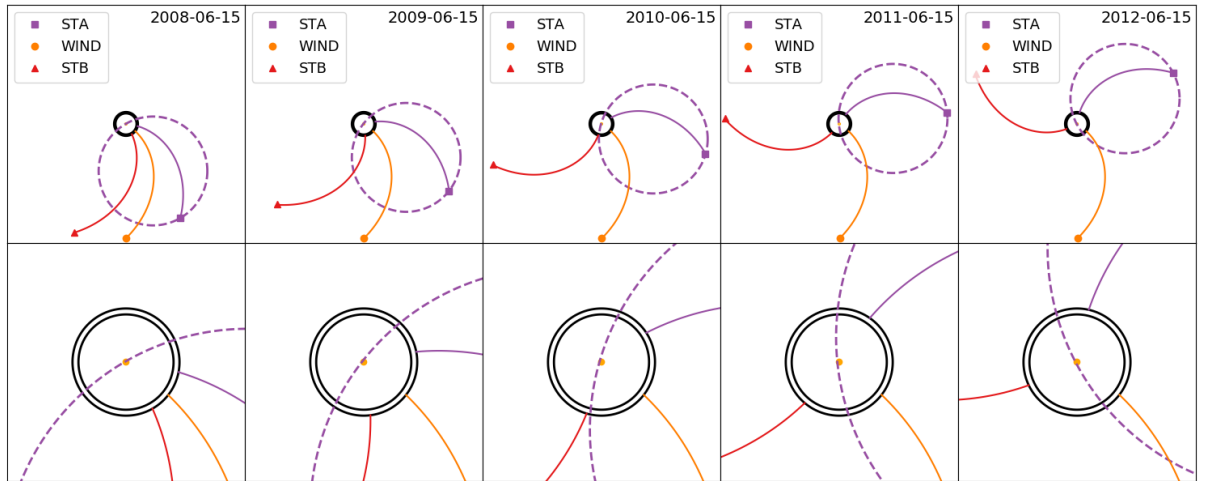 2008-06-15
STA
WIND
STB
2009-06-15
STA
WIND
STB
2010-06-15
STA
WIND
STB
2011-06-15
STA
WIND
STB
2012-06-15
STA
WIND
STB